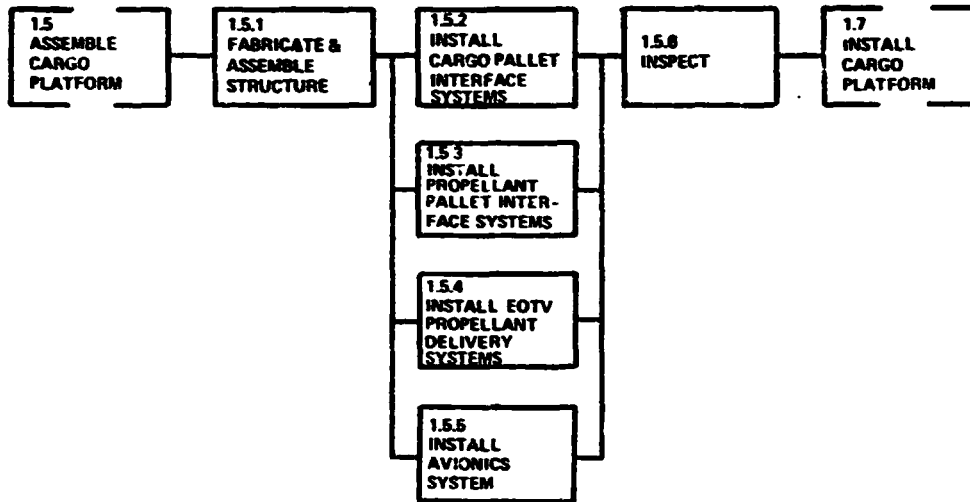 1.5
ASSEMBLE
CARGO
PLATFORM
1.5.1
FABRICATE &
ASSEMBLE
STRUCTURE
1.5.2
INSTALL
CARGO PALLET
INTERFACE
SYSTEMS
1.5.3
INSTALL
PROPELLANT
PALLET INTER-
FACE SYSTEMS
1.5.4
INSTALL EOTV
PROPELLANT
DELIVERY
SYSTEMS
1.5.5
INSTALL
AVIONICS
SYSTEM
1.5.6
INSPECT
1.7
INSTALL
CARGO
PLATFORM